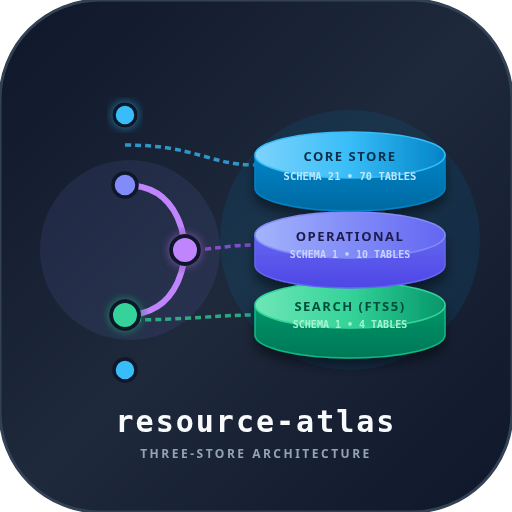 CORE STORE
SCHEMA 21 • 70 TABLES
OPERATIONAL
SCHEMA 1 • 10 TABLES
SEARCH (FTS5)
SCHEMA 1 • 4 TABLES
resource-atlas
THREE-STORE ARCHITECTURE